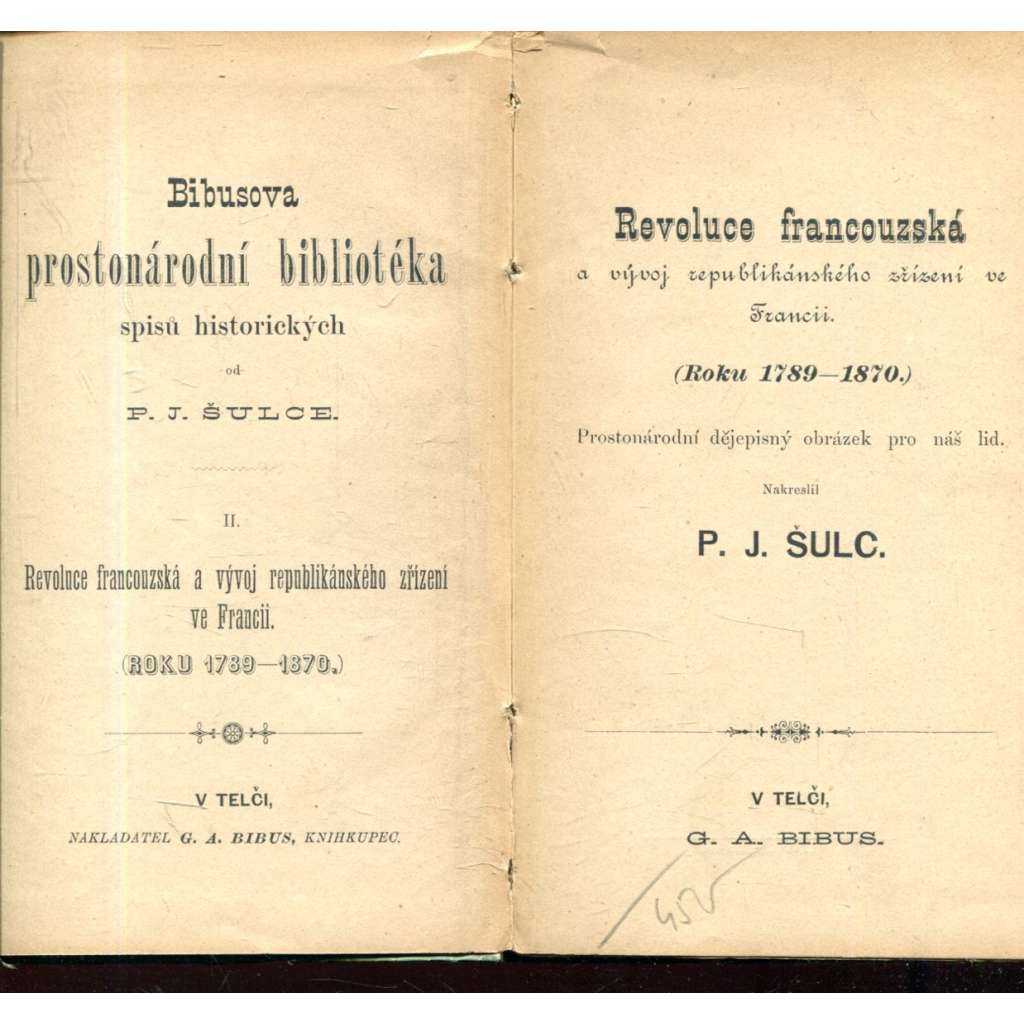 Bibusova
prostonárodní bibliotéka
spisů historických
od
P. J. ŠULCE.
II.
Revoluce francouzská a vývoj republikánského zřízení
ve Francii.
(ROKU 1789—1870.)
V TELČI,
NAKLADATEL G. A. BIBUS, KNIHKUPEC.
Revoluce francouzská
a vývoj republikánského zřízení ve
Francii.
(Roku 1789—1870.)
Prostonárodní dějepisný obrázek pro náš lid.
Nakreslil
P. J. ŠULC.
V TELČI,
G. A. BIBUS.